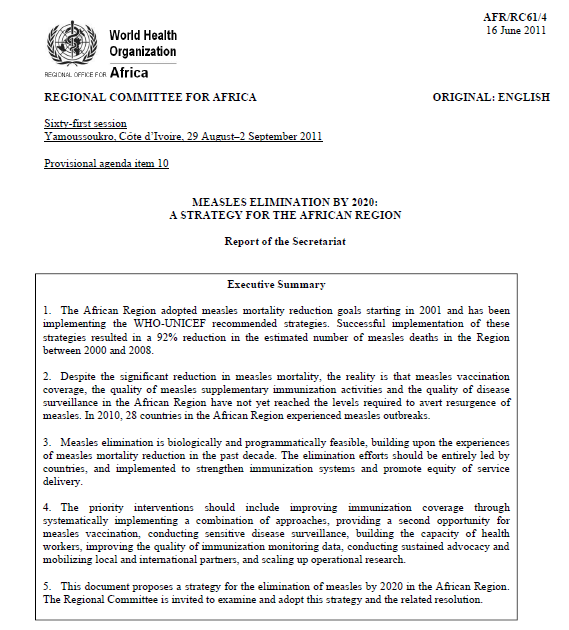 AFR/RC61/4
16 June 2011
World Health
Organization
REGIONAL OFFICE FOR Africa
REGIONAL COMMITTEE FOR AFRICA ORIGINAL: ENGLISH
Sixty-first session
Yamoussoukro, Côte d’Ivoire, 29 August–2 September 2011
Provisional agenda item 10
MEASLES ELIMINATION BY 2020:
A STRATEGY FOR THE AFRICAN REGION
Report of the Secretariat
Executive Summary
1. The African Region adopted measles mortality reduction goals starting in 2001 and has been
implementing the WHO-UNICEF recommended strategies. Successful implementation of these
strategies resulted in a 92% reduction in the estimated number of measles deaths in the Region
between 2000 and 2008.
2. Despite the significant reduction in measles mortality, the reality is that measles vaccination
coverage, the quality of measles supplementary immunization activities and the quality of disease
surveillance in the African Region have not yet reached the levels required to avert resurgence of
measles. In 2010, 28 countries in the African Region experienced measles outbreaks.
3. Measles elimination is biologically and programmatically feasible, building upon the experiences
of measles mortality reduction in the past decade. The elimination efforts should be entirely led by
countries, and implemented to strengthen immunization systems and promote equity of service
delivery.
4. The priority interventions should include improving immunization coverage through
systematically implementing a combination of approaches, providing a second opportunity for
measles vaccination, conducting sensitive disease surveillance, building the capacity of health
workers, improving the quality of immunization monitoring data, conducting sustained advocacy and
mobilizing local and international partners, and scaling up operational research.
5. This document proposes a strategy for the elimination of measles by 2020 in the African Region.
The Regional Committee is invited to examine and adopt this strategy and the related resolution.